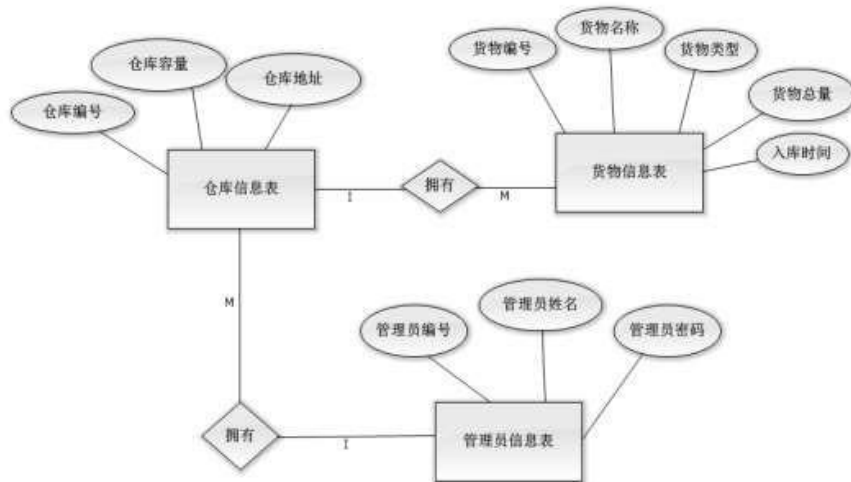 货物名称
货物编号
货物类型
仓库容量
仓库地址
货物总量
仓库编号
入库时间
仓库信息表
拥有
货物信息表
I
M
M
管理员姓名
管理员编号
管理员密码
拥有
I
管理员信息表